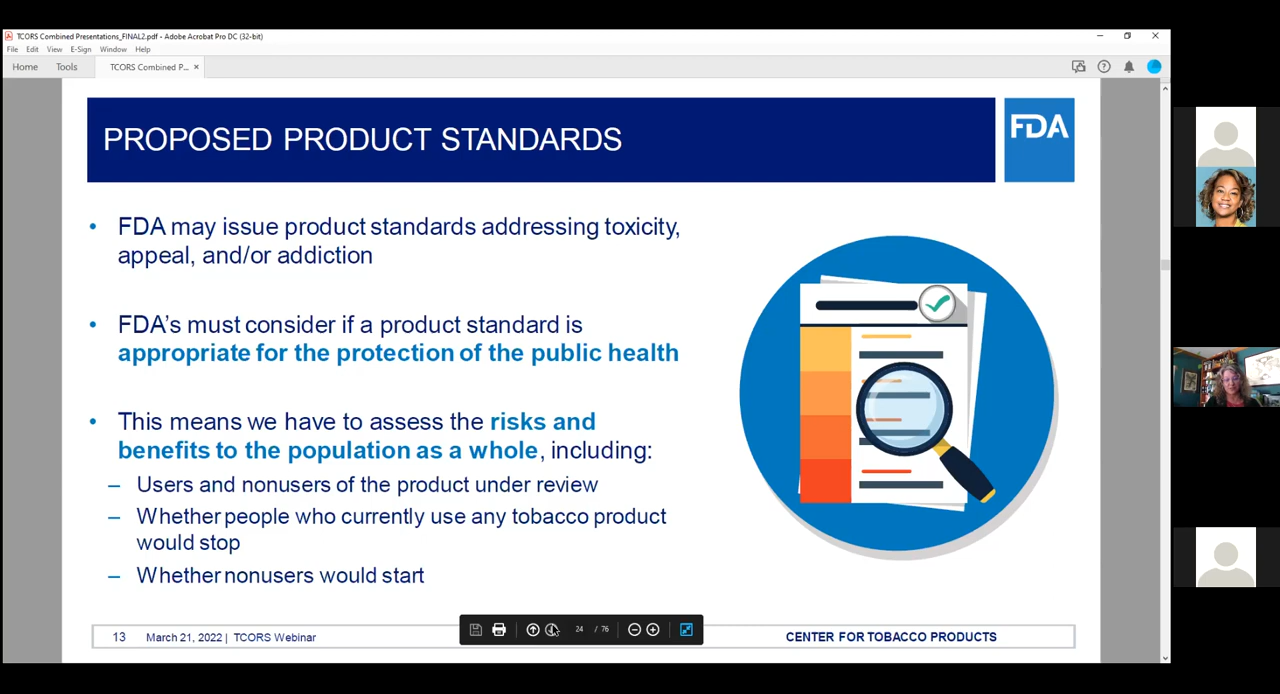 TCORS Combined Presentations_FINAL2.pdf - Adobe Acrobat Pro DC (32-bit)
File Edit View E-Sign Window Help
Home Tools TCORS Combined P... ×
PROPOSED PRODUCT STANDARDS
FDA
• FDA may issue product standards addressing toxicity,
appeal, and/or addiction
• FDA's must consider if a product standard is
appropriate for the protection of the public health
• This means we have to assess the risks and
benefits to the population as a whole, including:
– Users and nonusers of the product under review
– Whether people who currently use any tobacco product
would stop
– Whether nonusers would start
13 March 21, 2022 | TCORS Webinar
24 / 76
CENTER FOR TOBACCO PRODUCTS